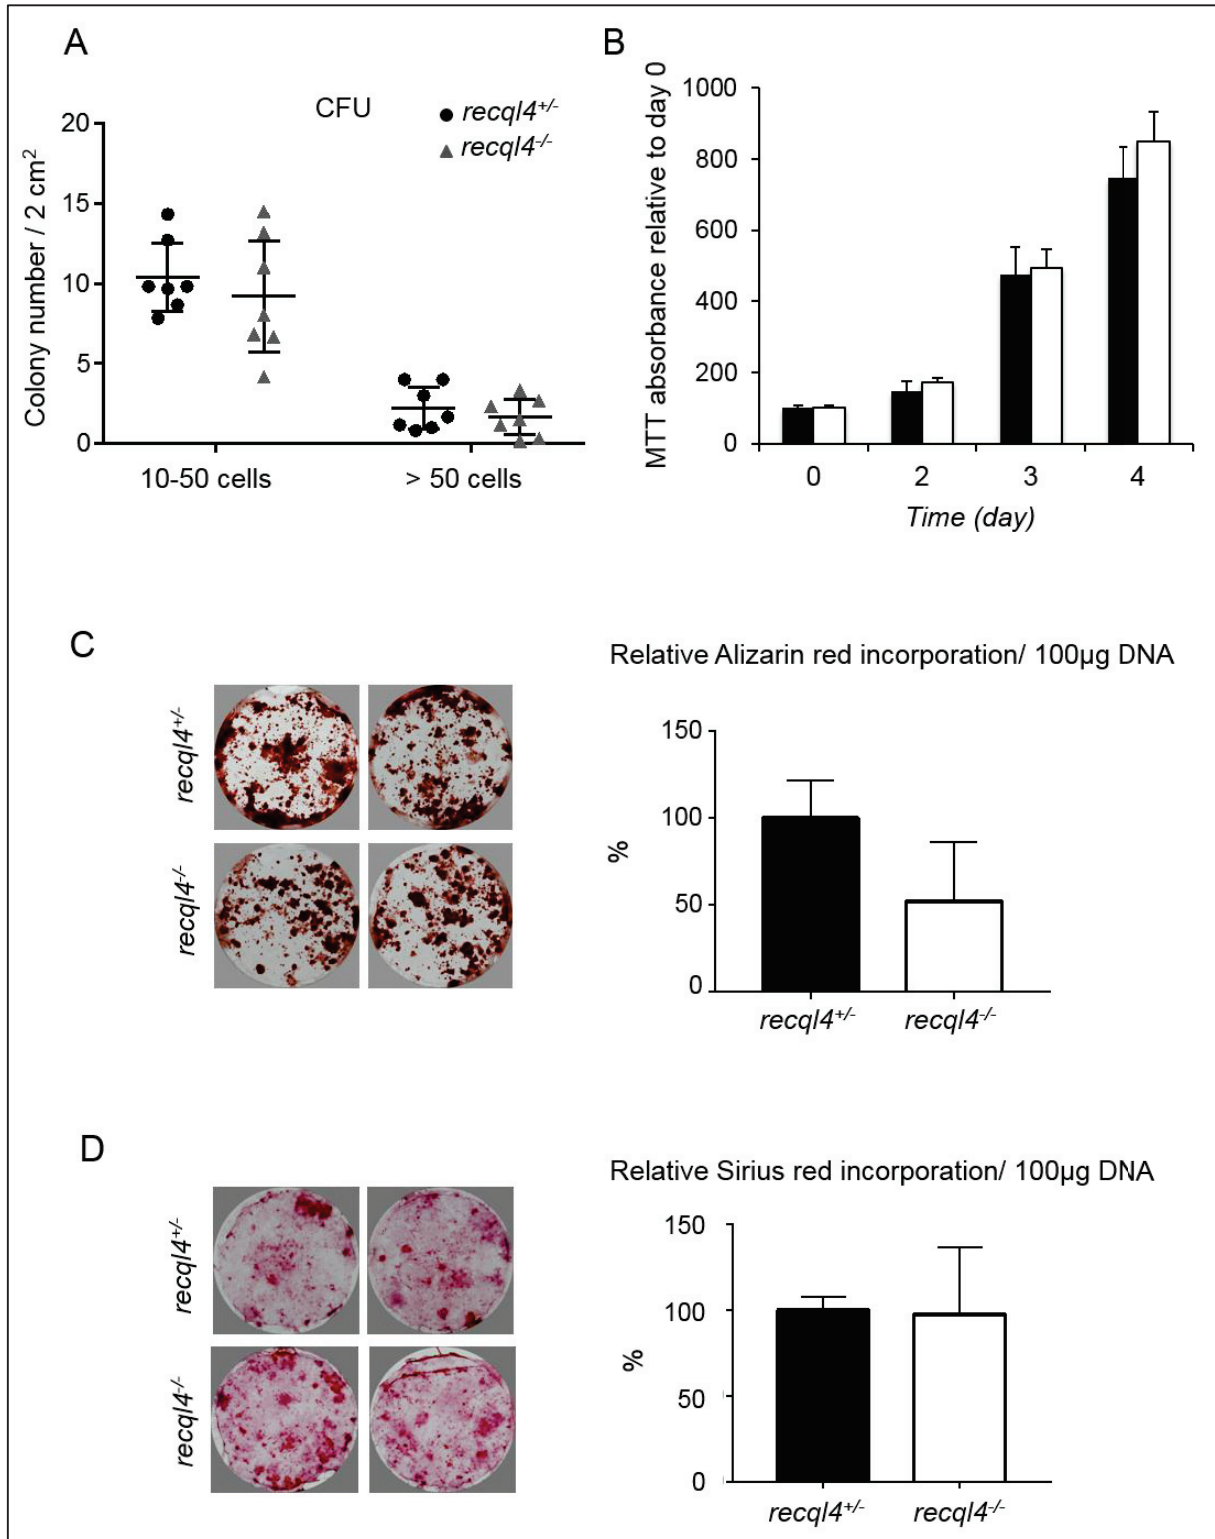 A
CFU
recql4+/-
recql4-/-
Colony number / 2 cm2
20
15
10
5
0
10-50 cells
> 50 cells
B
MTT absorbance relative to day 0
1000
800
600
400
200
0
0 2 3 4
Time (day)
C
recql4+/-
recql4-/-
Relative Alizarin red incorporation/ 100µg DNA
%
150
100
50
0
recql4+/-
recql4-/-
D
recql4+/-
recql4-/-
Relative Sirius red incorporation/ 100µg DNA
%
150
100
50
0
recql4+/-
recql4-/-